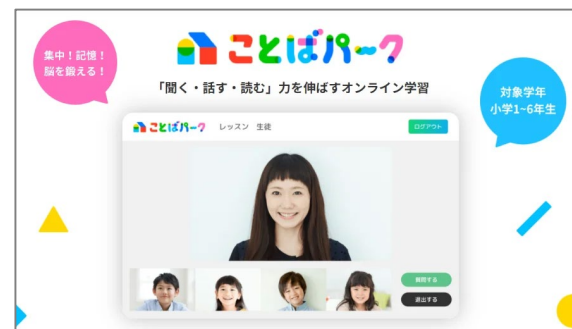 集中！記憶！
脳を鍛える！
ことばパーク
「聞く・話す・読む」力を伸ばすオンライン学習
対象学年
小学1~6年生
ことばパーク レッスン 生徒
ログアウト
質問する
退出する